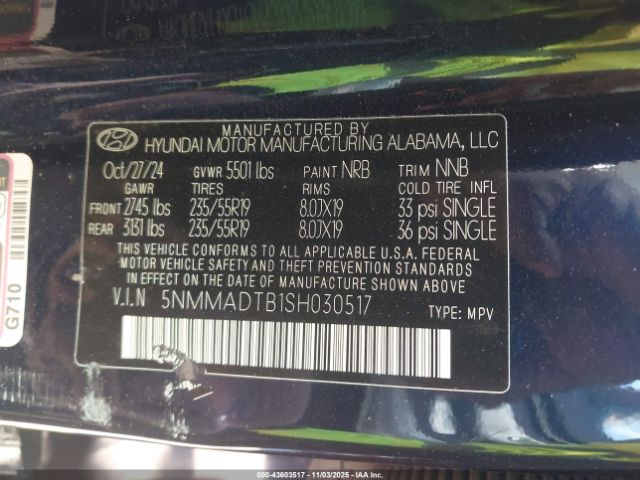 MANUFACTURED BY
HYUNDAI MOTOR MANUFACTURING ALABAMA, LLC
Oct/27/24 GVWR 5501 lbs PAINT NRB TRIM NNB
GAWR TIRES RIMS COLD TIRE INFL
FRONT 2745 lbs 235/55R19 8.0JX19 33 psi SINGLE
REAR 3131 lbs 235/55R19 8.0JX19 36 psi SINGLE
THIS VEHICLE CONFORMS TO ALL APPLICABLE U.S.A. FEDERAL
MOTOR VEHICLE SAFETY AND THEFT PREVENTION STANDARDS
IN EFFECT ON THE DATE OF MANUFACTURE SHOWN ABOVE.
V.I.N 5NMMADTB1SH030517
TYPE: MPV
G710
000-43603517 - 11/03/2025 - iaai.com